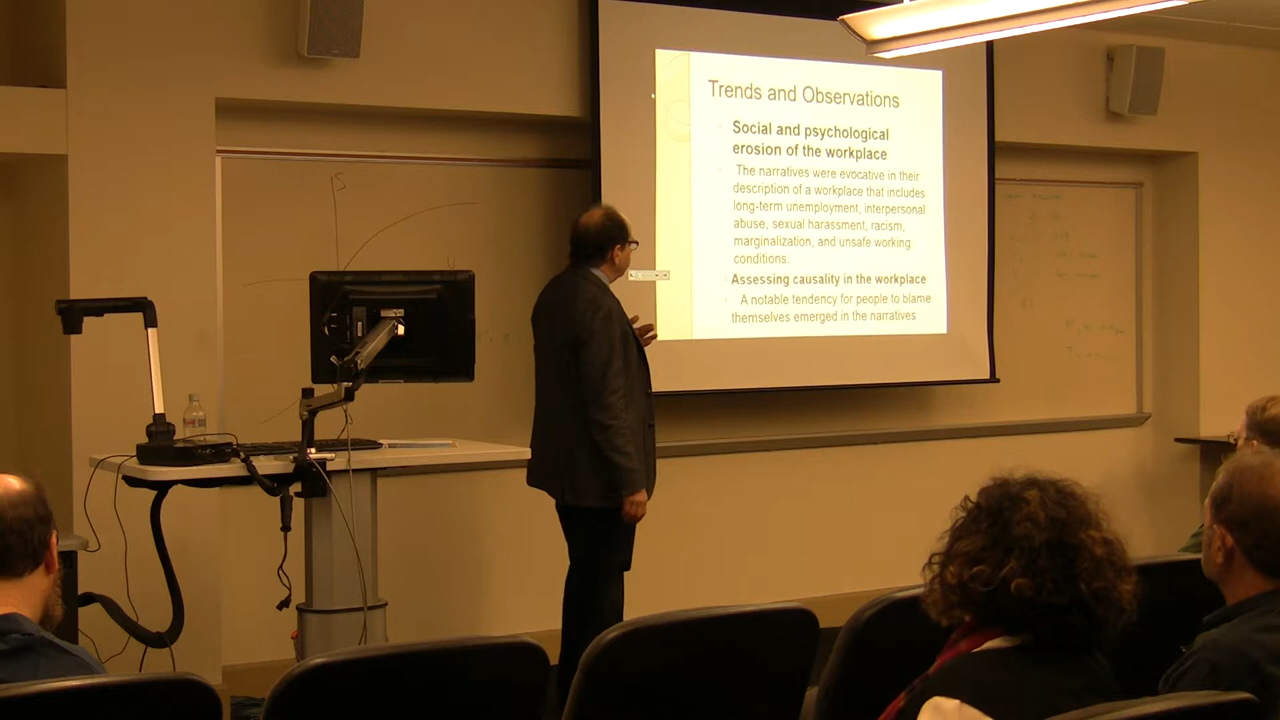 Trends and Observations
Social and psychological
erosion of the workplace
The narratives were evocative in their
description of a workplace that includes
long-term unemployment, interpersonal
abuse, sexual harassment, racism,
marginalization, and unsafe working
conditions.
Assessing causality in the workplace
A notable tendency for people to blame
themselves emerged in the narratives